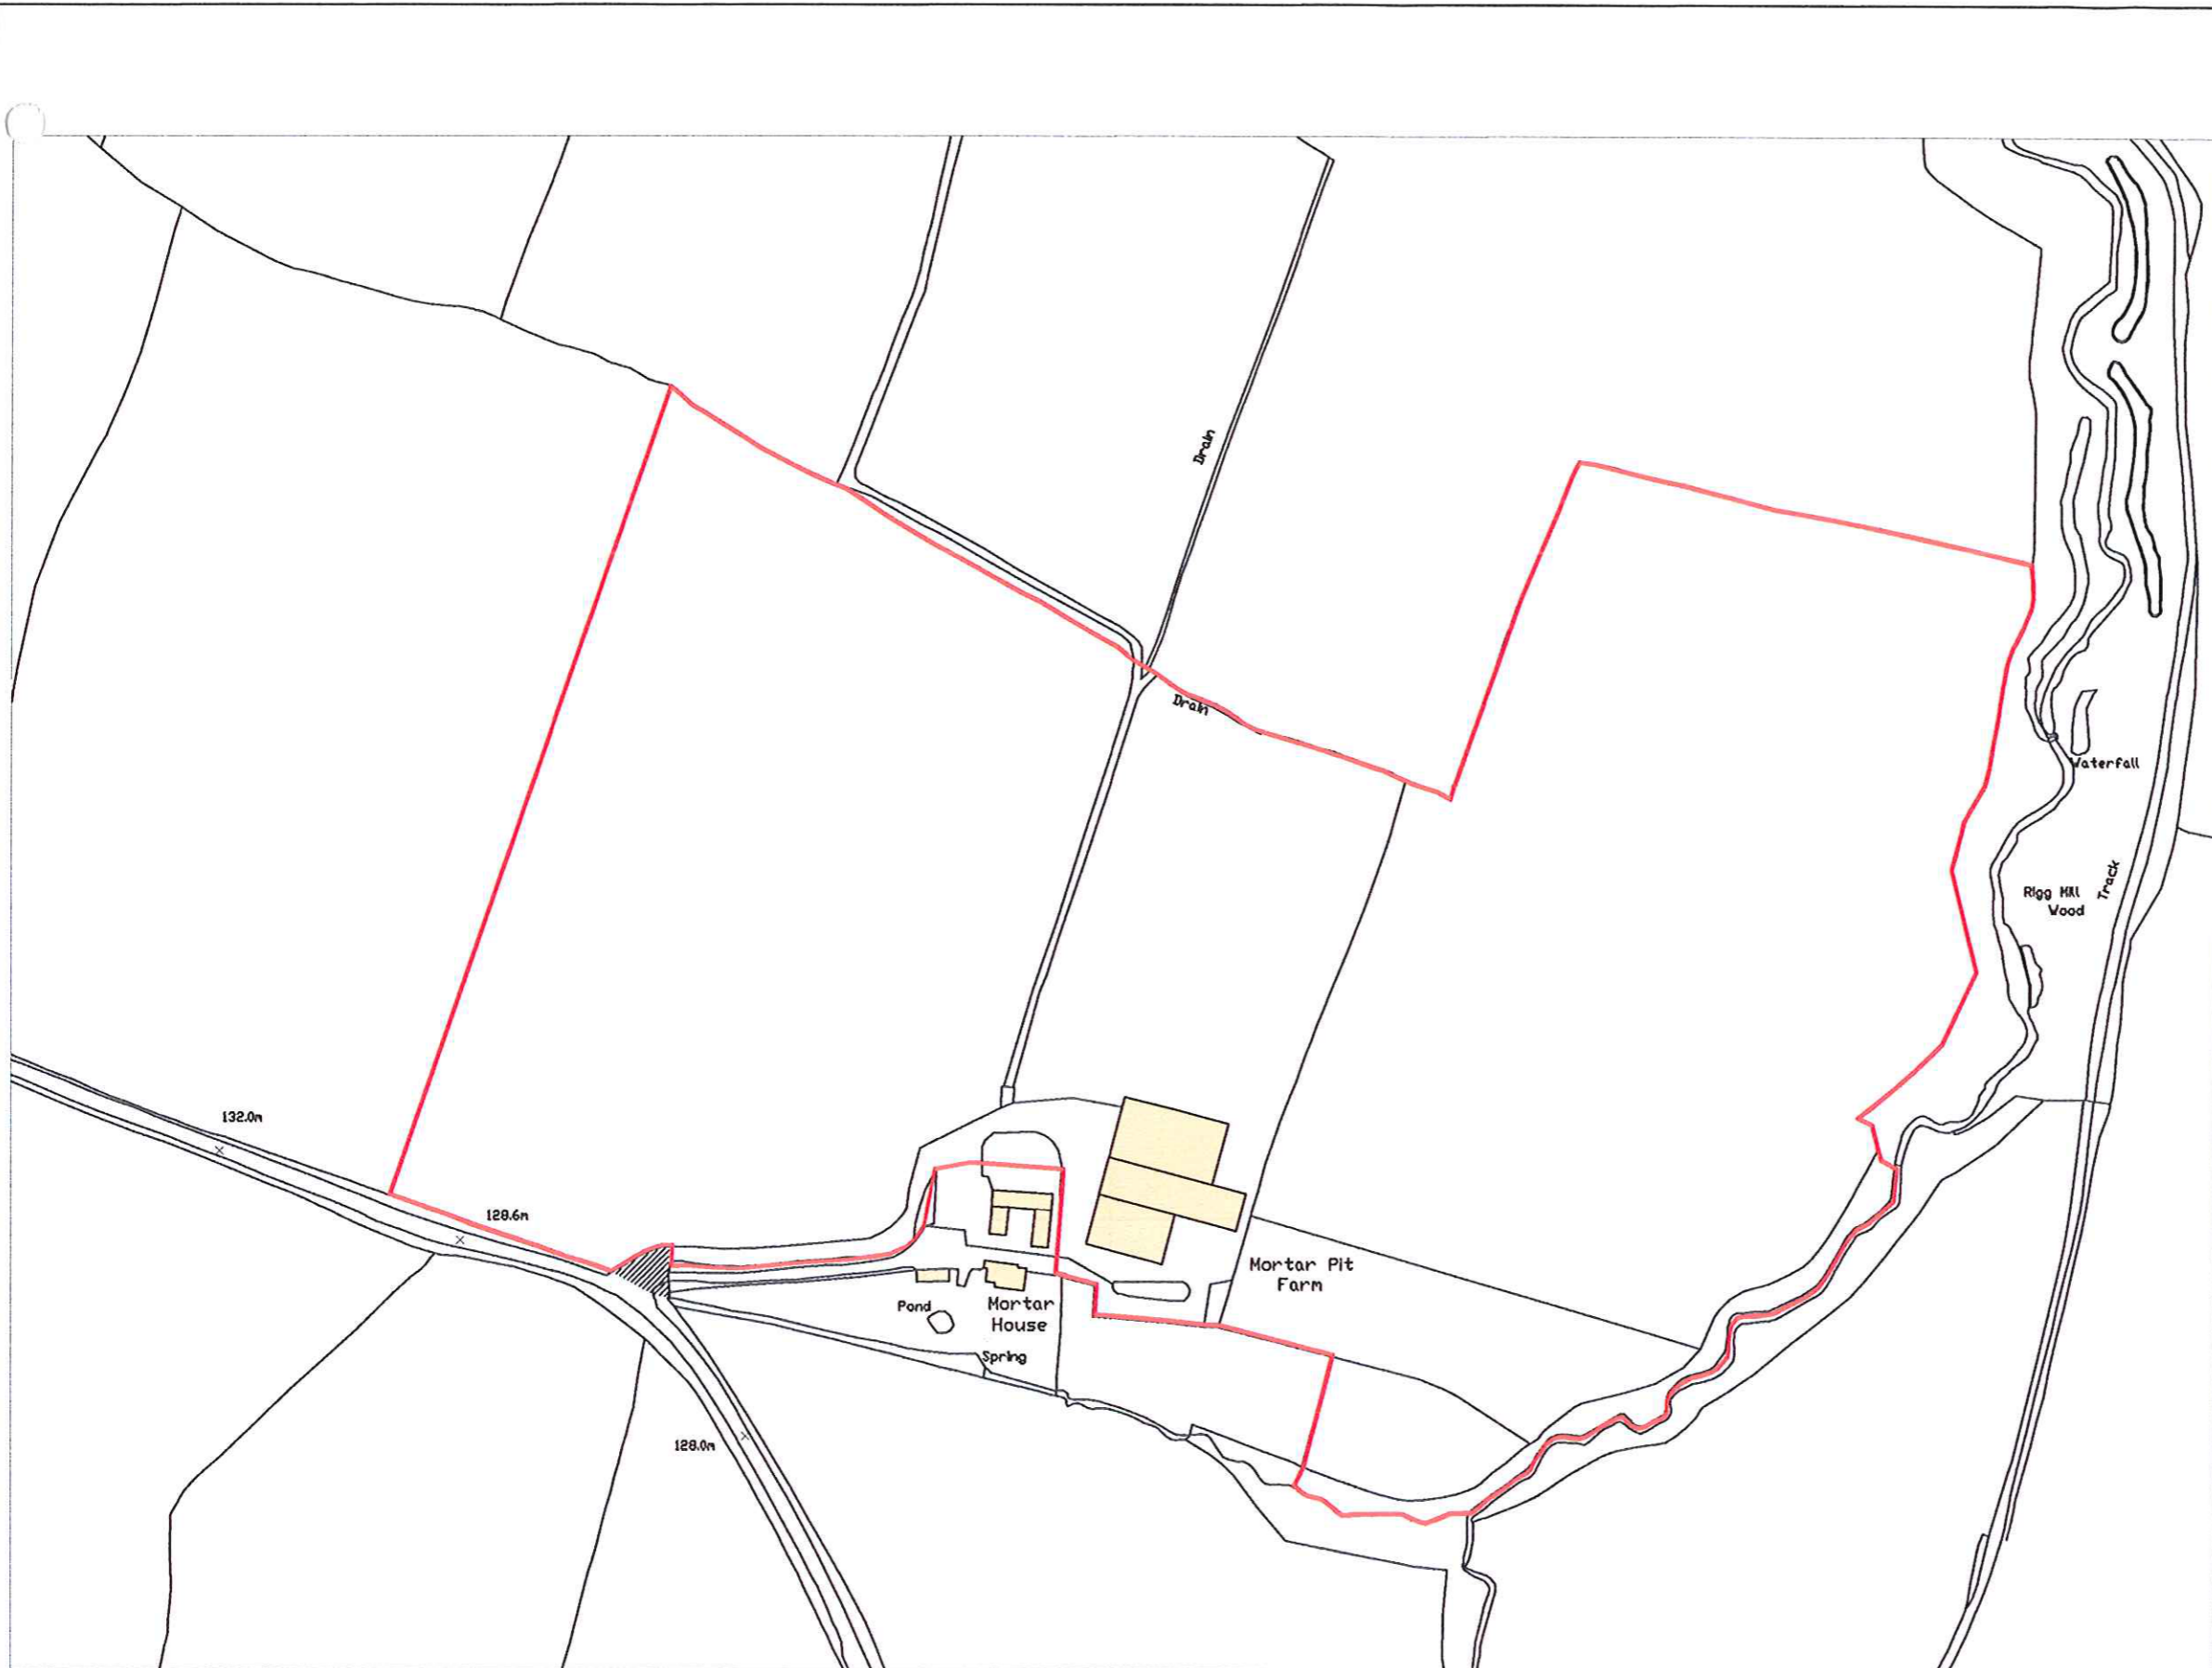 Drain
Drain
Waterfall
Track
Rigg Mill
Wood
132.0m
128.6m
Mortar Pit
Farm
Pond
Mortar
House
Spring
128.0m